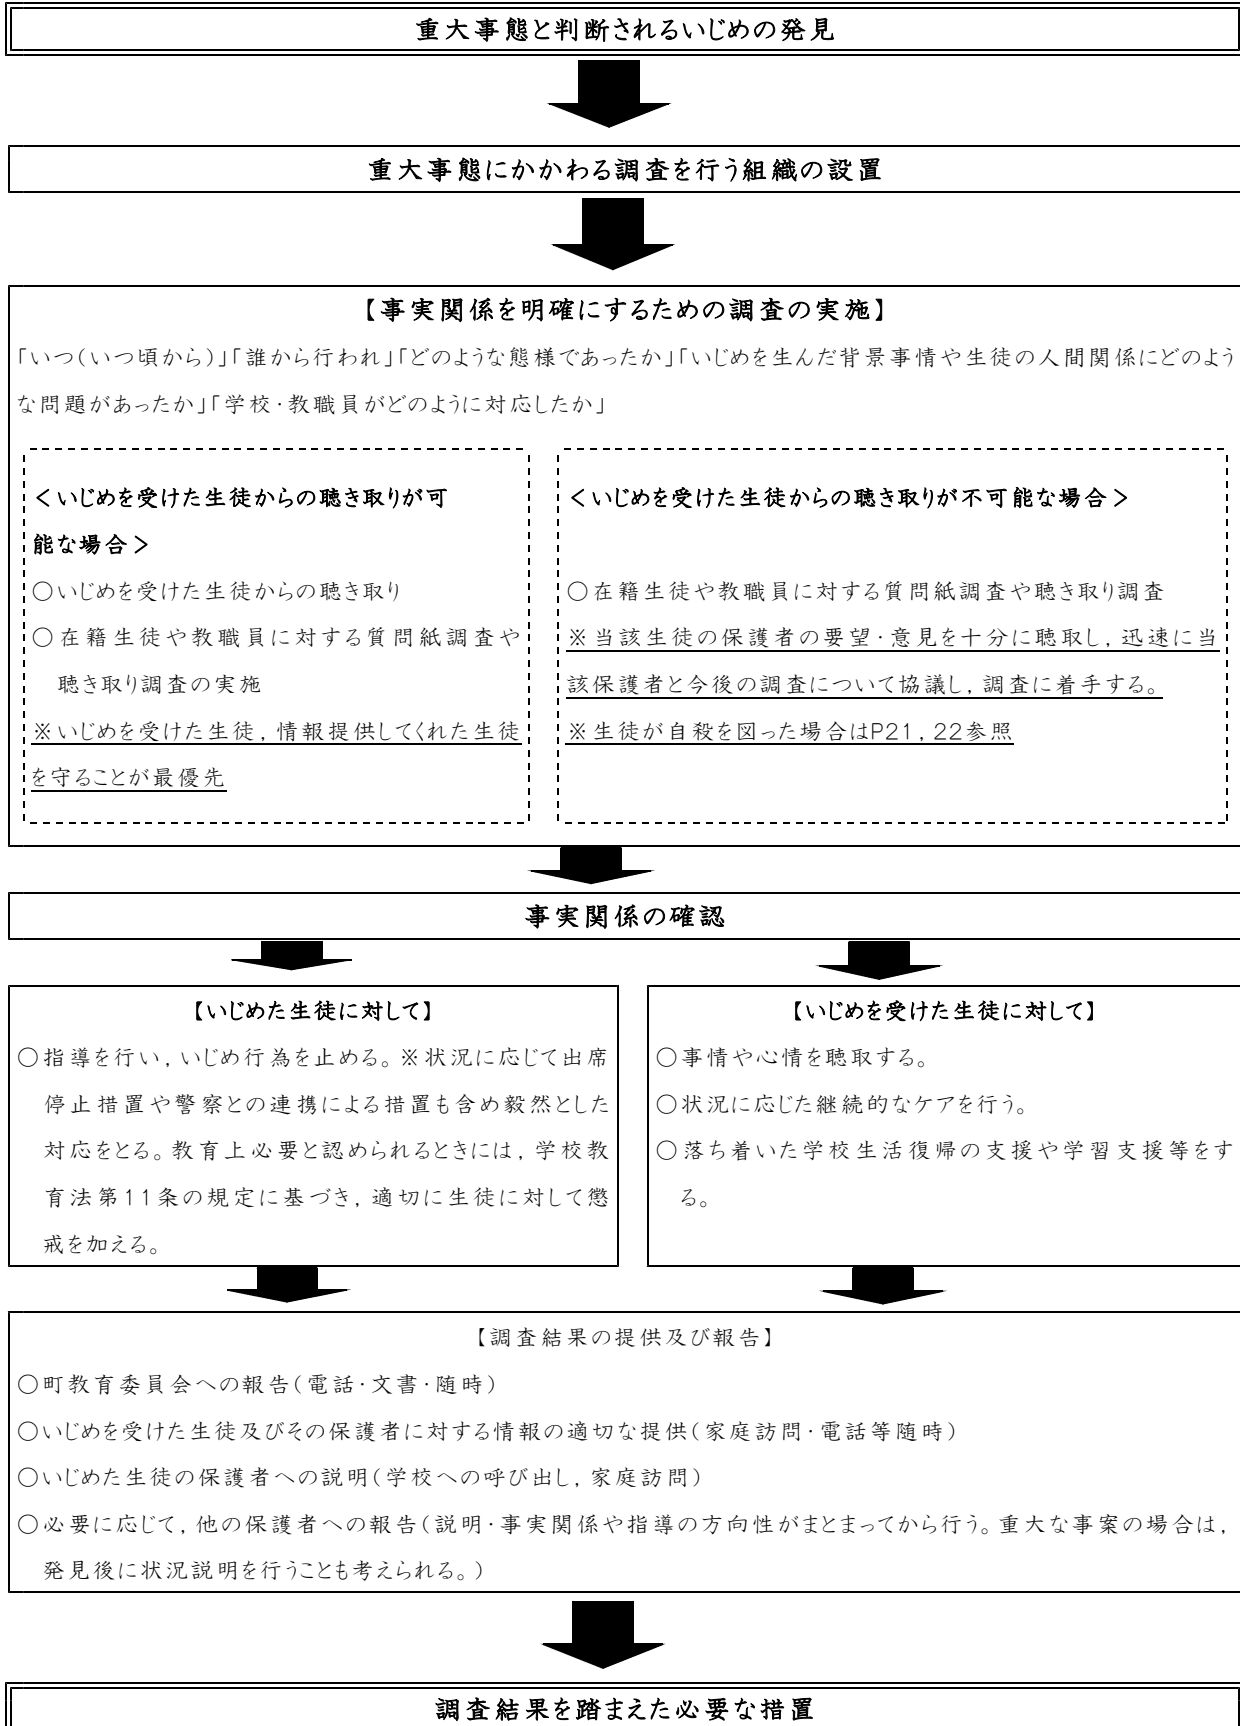 重大事態と判断されるいじめの発見
重大事態にかかわる調査を行う組織の設置
【事実関係を明確にするための調査の実施】
「いつ(いつ頃から)」「誰から行われ」「どのような態様であったか」「いじめを生んだ背景事情や生徒の人間関係にどのよう
な問題があったか」「学校・教職員がどのように対応したか」
＜いじめを受けた生徒からの聴き取りが可
能な場合＞
○いじめを受けた生徒からの聴き取り
○在籍生徒や教職員に対する質問紙調査や
聴き取り調査の実施
※いじめを受けた生徒，情報提供してくれた生徒
を守ることが最優先
＜いじめを受けた生徒からの聴き取りが不可能な場合＞
○在籍生徒や教職員に対する質問紙調査や聴き取り調査
※当該生徒の保護者の要望・意見を十分に聴取し，迅速に当
該保護者と今後の調査について協議し，調査に着手する。
※生徒が自殺を図った場合はP21，22参照
事実関係の確認
【いじめた生徒に対して】
○指導を行い，いじめ行為を止める。※状況に応じて出席
停止措置や警察との連携による措置も含め毅然とした
対応をとる。教育上必要と認められるときには，学校教
育法第11条の規定に基づき，適切に生徒に対して懲
戒を加える。
【いじめを受けた生徒に対して】
○事情や心情を聴取する。
○状況に応じた継続的なケアを行う。
○落ち着いた学校生活復帰の支援や学習支援等をす
る。
【調査結果の提供及び報告】
○町教育委員会への報告(電話・文書・随時)
○いじめを受けた生徒及びその保護者に対する情報の適切な提供(家庭訪問・電話等随時)
○いじめた生徒の保護者への説明(学校への呼び出し，家庭訪問)
○必要に応じて，他の保護者への報告(説明・事実関係や指導の方向性がまとまってから行う。重大な事案の場合は，
発見後に状況説明を行うことも考えられる。)
調査結果を踏まえた必要な措置